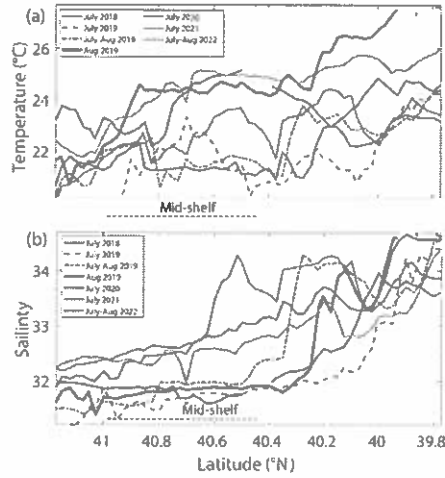 (a)
July 2018
July 2019
July-Aug 2019
Aug 2019
July 2021
July-Aug 2022
Temperature (°C)
26
24
22
Mid-shelf
(b)
July 2018
July 2019
July-Aug 2019
Aug 2019
July 2020
July 2021
July-Aug 2022
Sailinty
34
33
32
Mid-shelf
41
40.8
40.6
40.4
40.2
40
39.8
Latitude (°N)